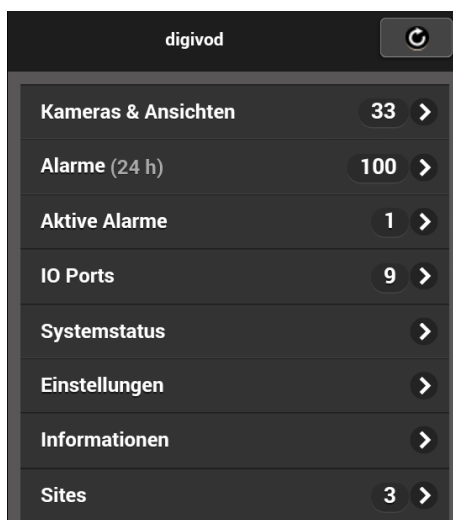 digivod
Kameras & Ansichten 33
Alarme (24 h) 100
Aktive Alarme 1
IO Ports 9
Systemstatus
Einstellungen
Informationen
Sites 3